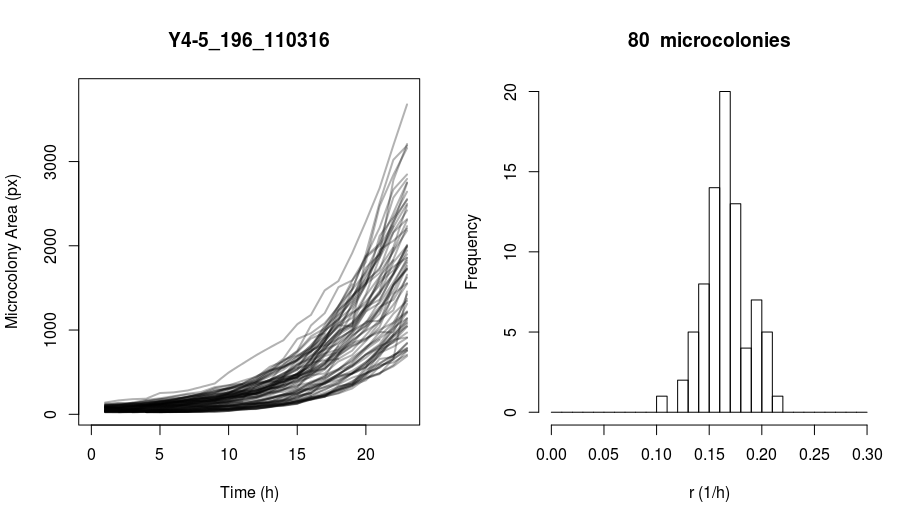 Y4-5_196_110316
Microcolony Area (px)
3000
2000
1000
0
0 5 10 15 20
Time (h)
80 microcolonies
Frequency
20
15
10
5
0
0.00 0.05 0.10 0.15 0.20 0.25 0.30
r (1/h)